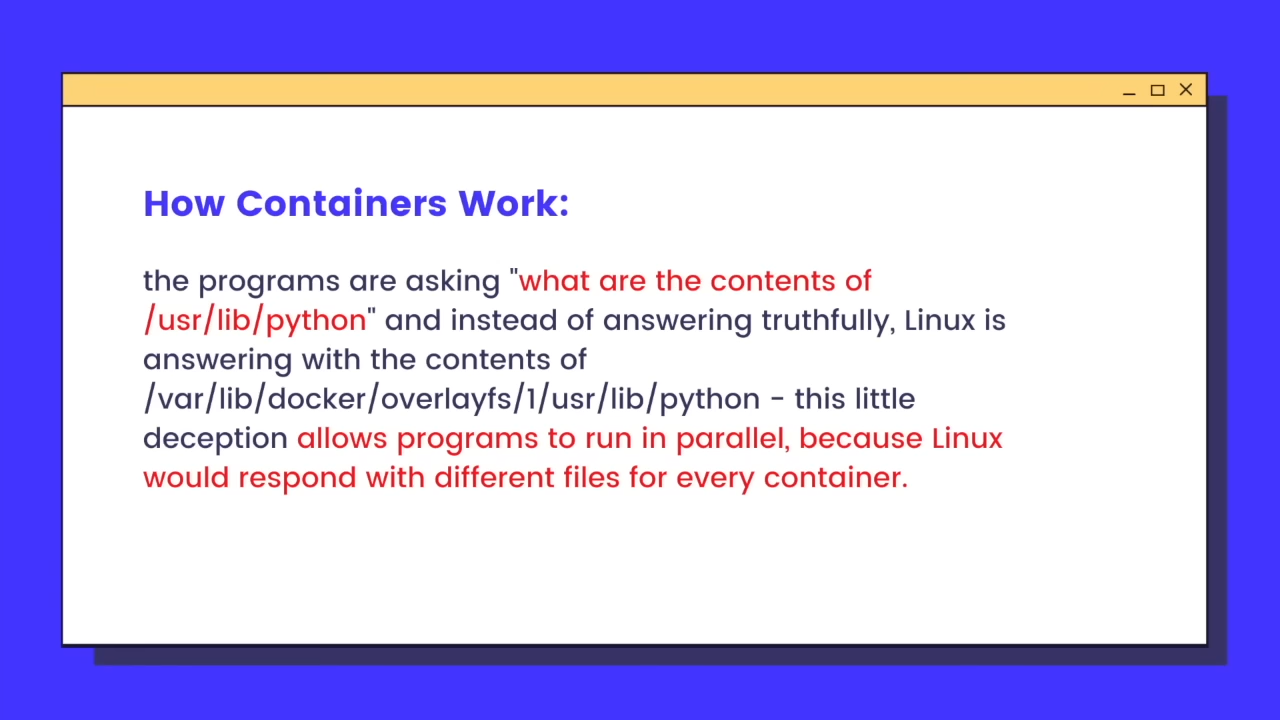 How Containers Work:
the programs are asking "what are the contents of
/usr/lib/python" and instead of answering truthfully, Linux is
answering with the contents of
/var/lib/docker/overlayfs/1/usr/lib/python - this little
deception allows programs to run in parallel, because Linux
would respond with different files for every container.